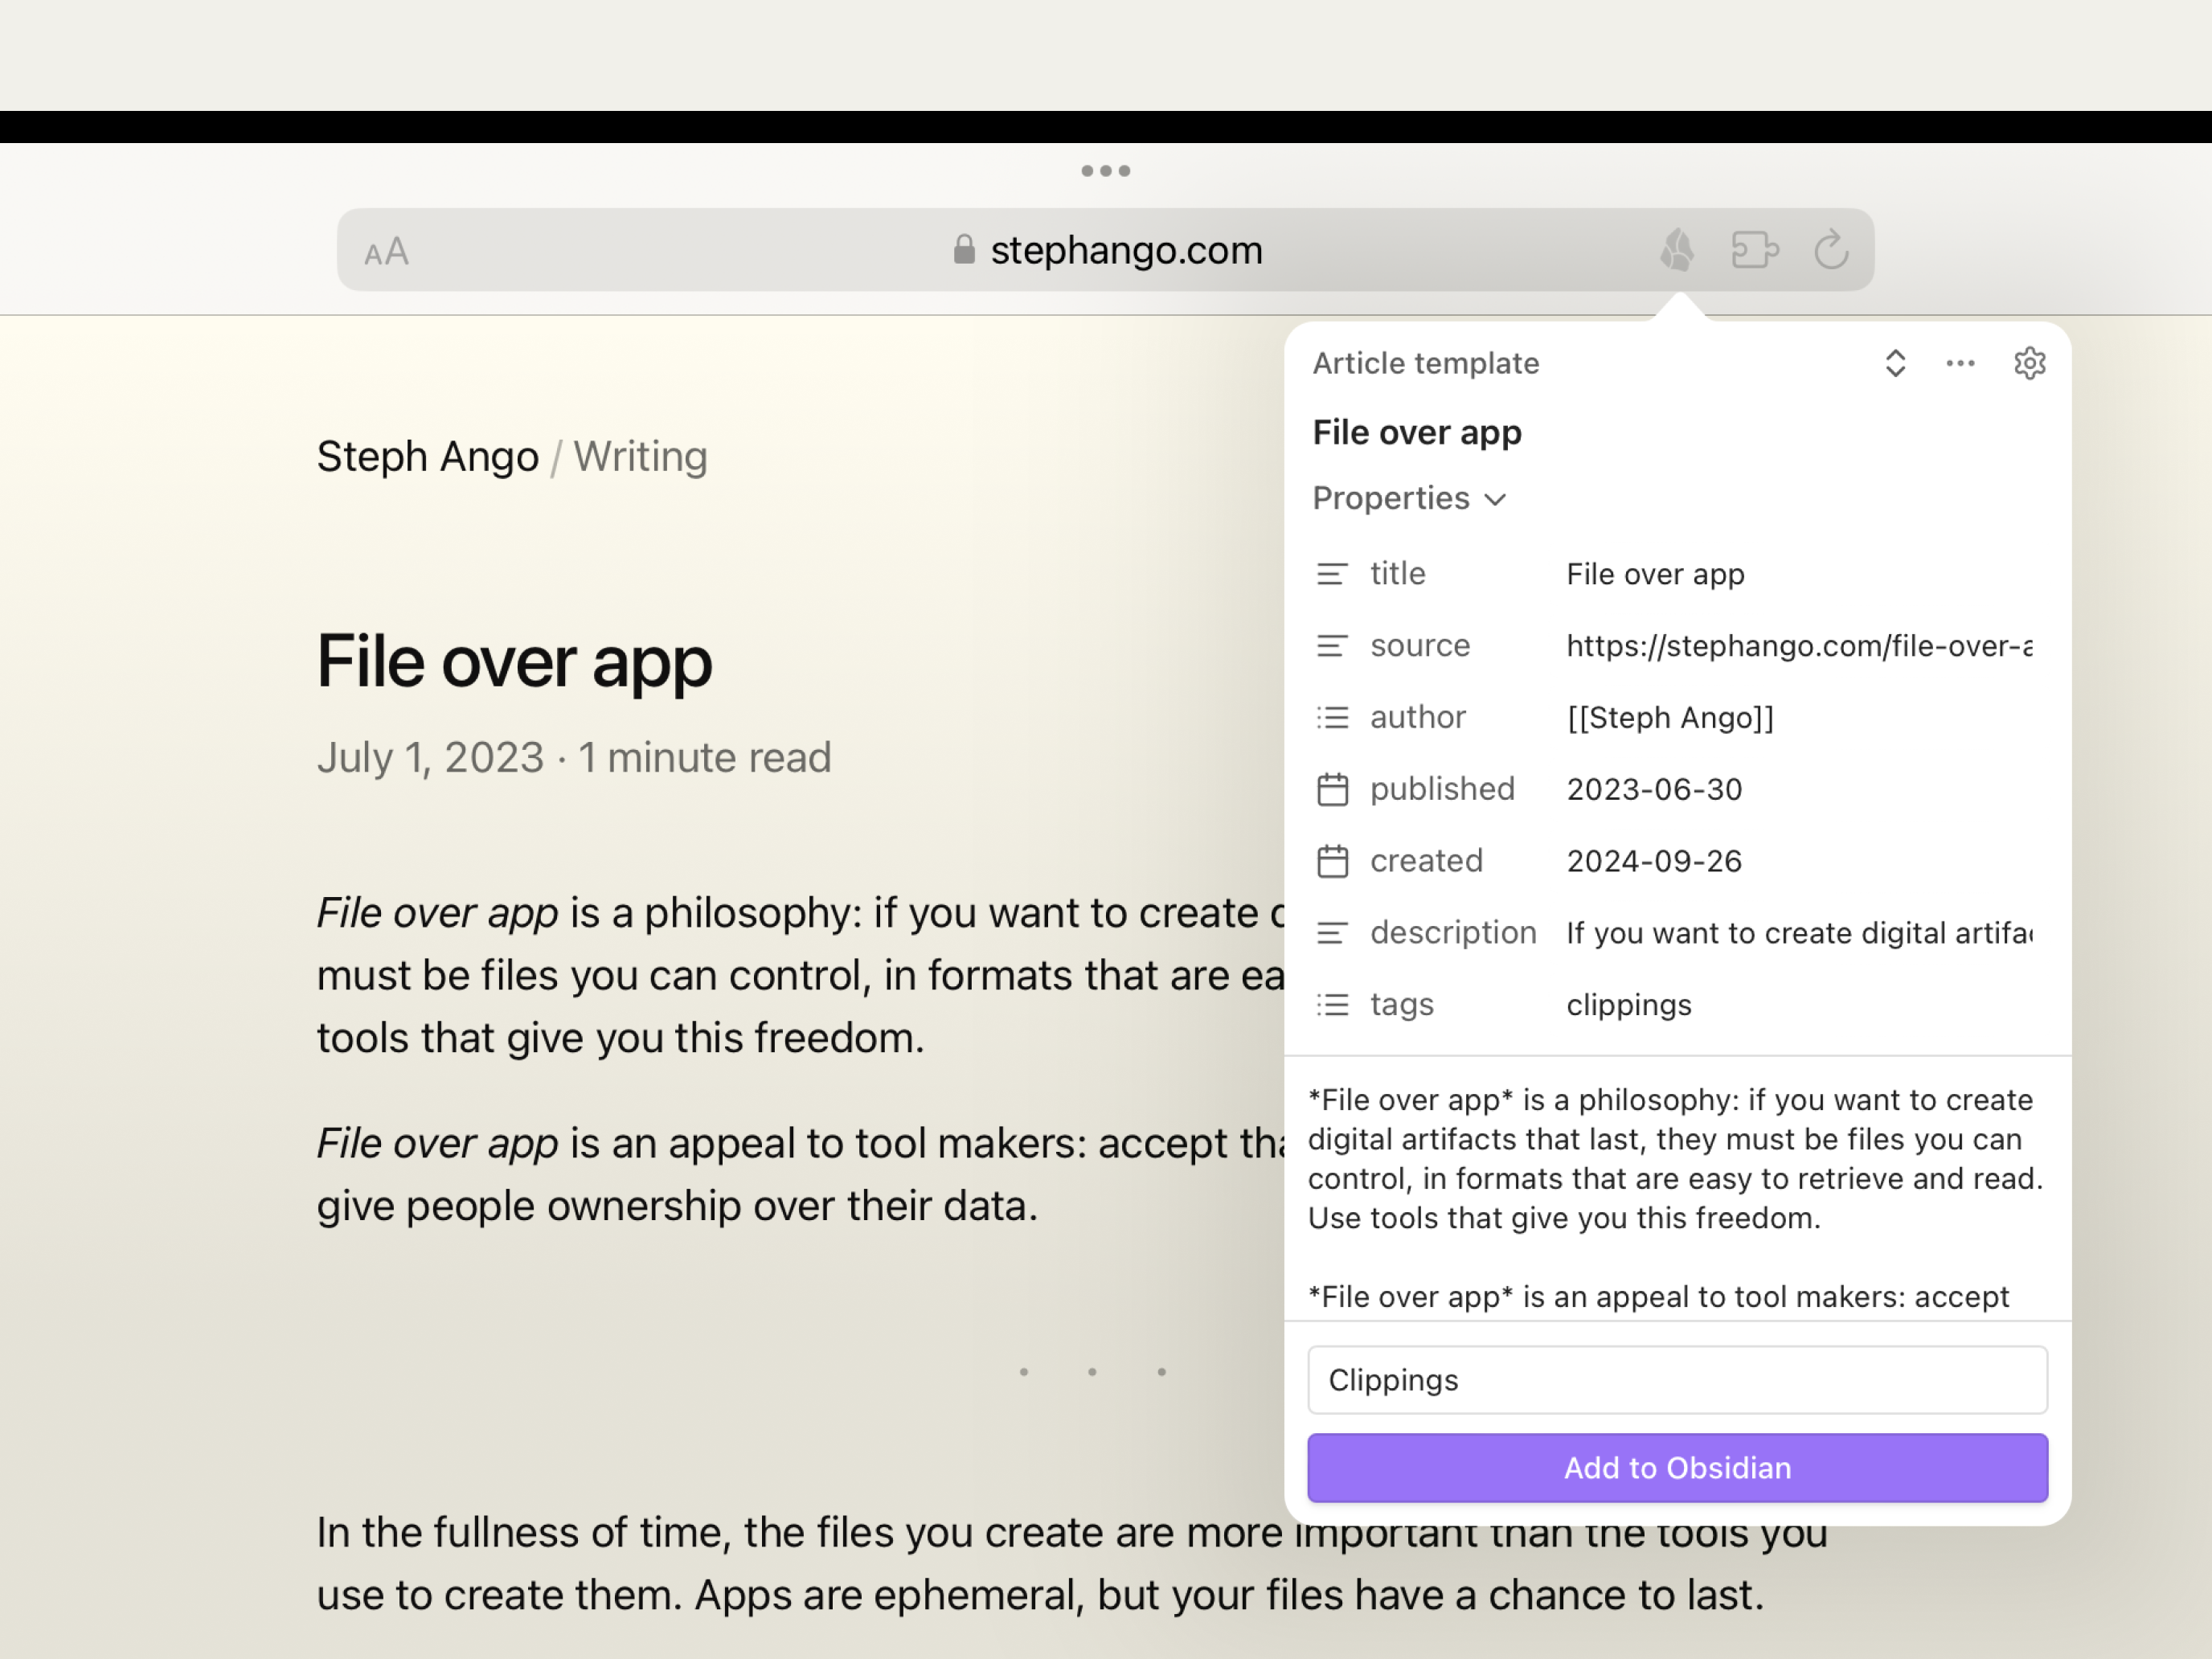 AA
stephango.com
Steph Ango / Writing
File over app
July 1, 2023 · 1 minute read
File over app is a philosophy: if you want to create
must be files you can control, in formats that are
tools that give you this freedom.
File over app is an appeal to tool makers: accept
give people ownership over their data.
In the fullness of time, the files you create are more important than the tools you
use to create them. Apps are ephemeral, but your files have a chance to last.
Article template
File over app
Properties
title File over app
source https://stephango.com/file-over-
author [[Steph Ango]]
published 2023-06-30
created 2024-09-26
description If you want to create digital
tags clippings
*File over app* is a philosophy: if you want to create
digital artifacts that last, they must be files you can
control, in formats that are easy to retrieve and read.
Use tools that give you this freedom.
*File over app* is an appeal to tool makers: accept
Clippings
Add to Obsidian